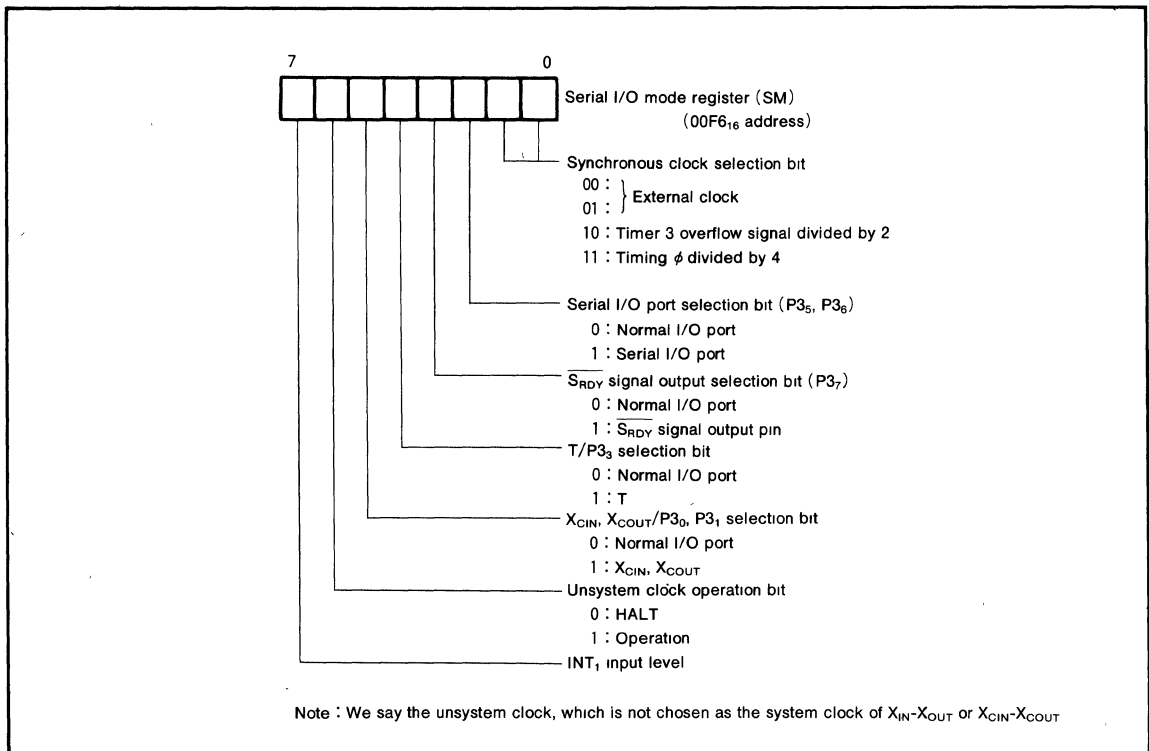 7 0
Serial I/O mode register (SM)
(00F6₁₆ address)
Synchronous clock selection bit
00 :
01 :
External clock
10 : Timer 3 overflow signal divided by 2
11 : Timing ϕ divided by 4
Serial I/O port selection bit (P3₅, P3₆)
0 : Normal I/O port
1 : Serial I/O port
S̅R̅D̅Y̅ signal output selection bit (P3₇)
0 : Normal I/O port
1 : S̅R̅D̅Y̅ signal output pin
T/P3₃ selection bit
0 : Normal I/O port
1 : T
XCIN, XCOUT/P3₀, P3₁ selection bit
0 : Normal I/O port
1 : XCIN, XCOUT
Unsystem clock operation bit
0 : HALT
1 : Operation
INT₁ input level
Note : We say the unsystem clock, which is not chosen as the system clock of XIN-XOUT or XCIN-XCOUT